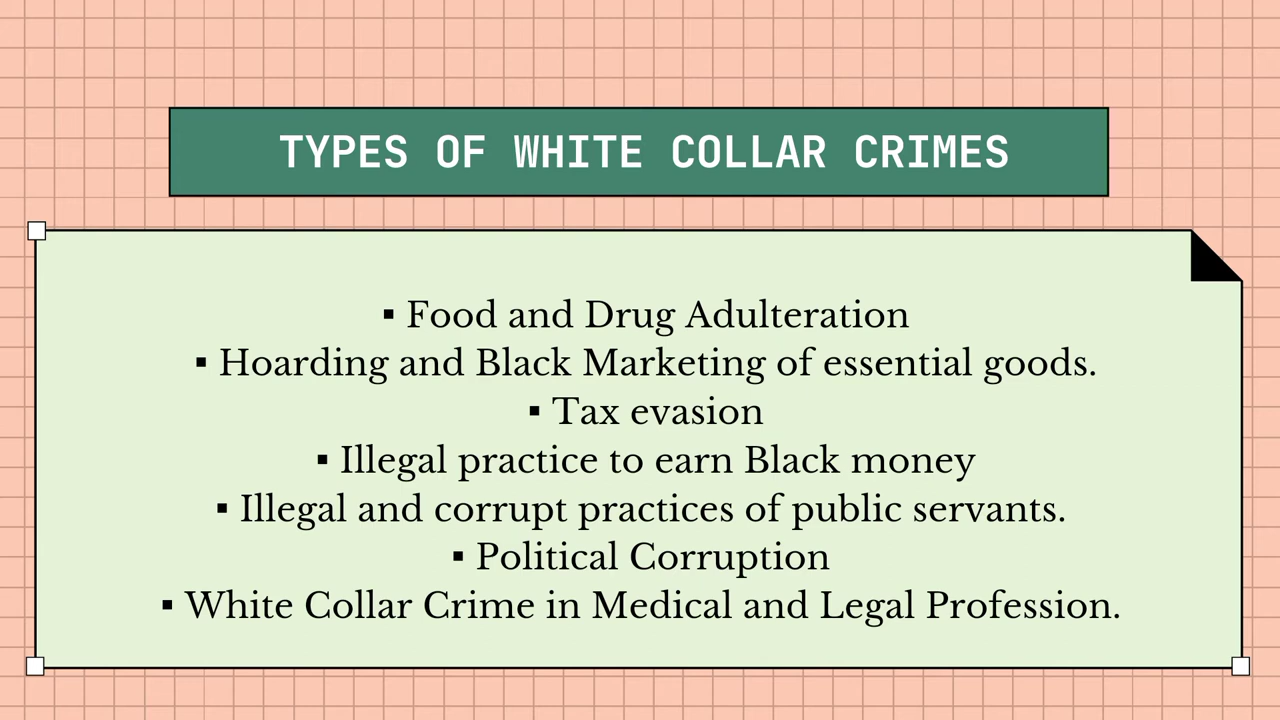 TYPES OF WHITE COLLAR CRIMES
▪ Food and Drug Adulteration
▪ Hoarding and Black Marketing of essential goods.
▪ Tax evasion
▪ Illegal practice to earn Black money
▪ Illegal and corrupt practices of public servants.
▪ Political Corruption
▪ White Collar Crime in Medical and Legal Profession.